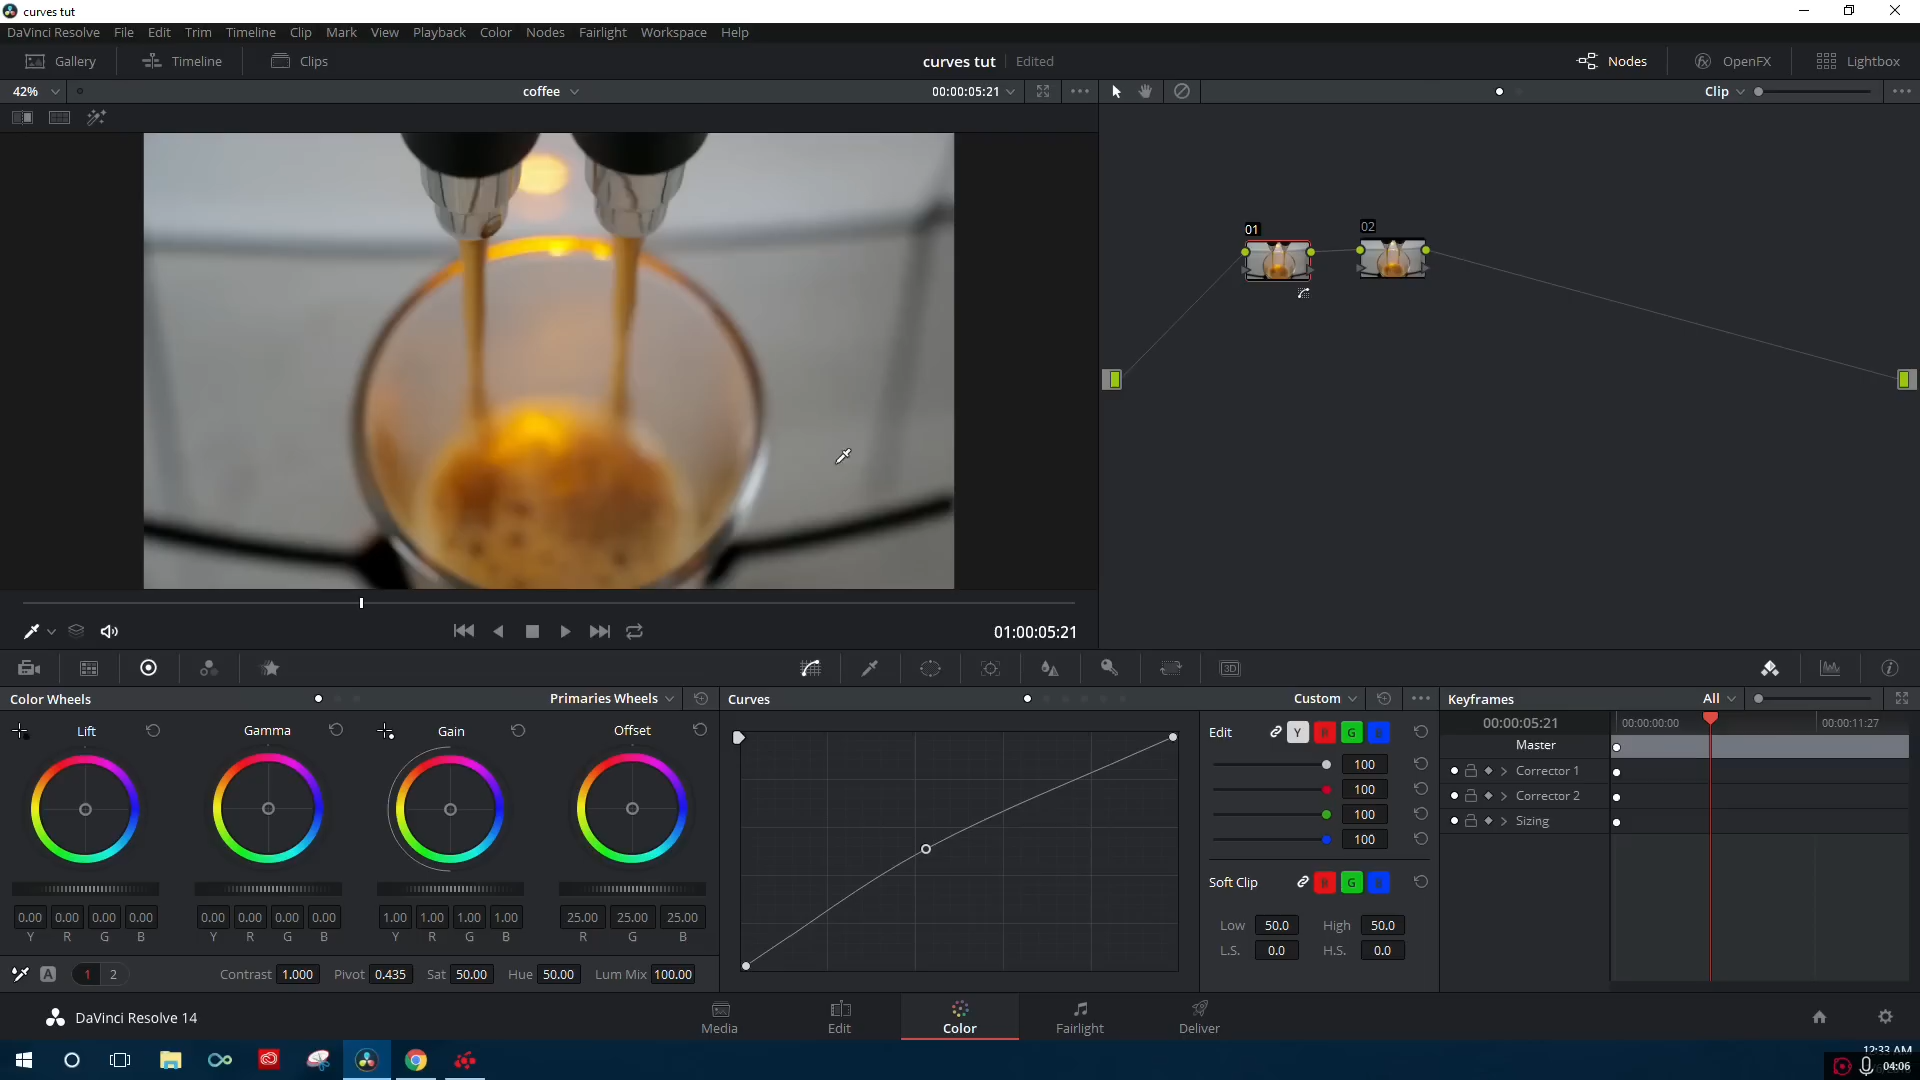 curves tut
DaVinci Resolve File Edit Trim Timeline Clip Mark View Playback Color Nodes Fairlight Workspace Help
Gallery Timeline Clips curves tut Edited Nodes OpenFX Lightbox
42% coffee 00:00:05:21 Clip
01 02
01:00:05:21
3D
Color Wheels Primaries Wheels Curves Custom Keyframes All
Lift Gamma Gain Offset
Edit Y R G B
00:00:05:21 00:00:00:00 00:00:11:27
Master
100
Corrector 1
100
Corrector 2
100
Sizing
100
Soft Clip R G B
0.00 0.00 0.00 0.00 0.00 0.00 0.00 0.00 1.00 1.00 1.00 1.00 25.00 25.00 25.00
Y R G B Y R G B Y R G B R G B
Low 50.0 High 50.0
L.S. 0.0 H.S. 0.0
A 1 2 Contrast 1.000 Pivot 0.435 Sat 50.00 Hue 50.00 Lum Mix 100.00
DaVinci Resolve 14
Media Edit Color Fairlight Deliver
12:33 AM
04:06